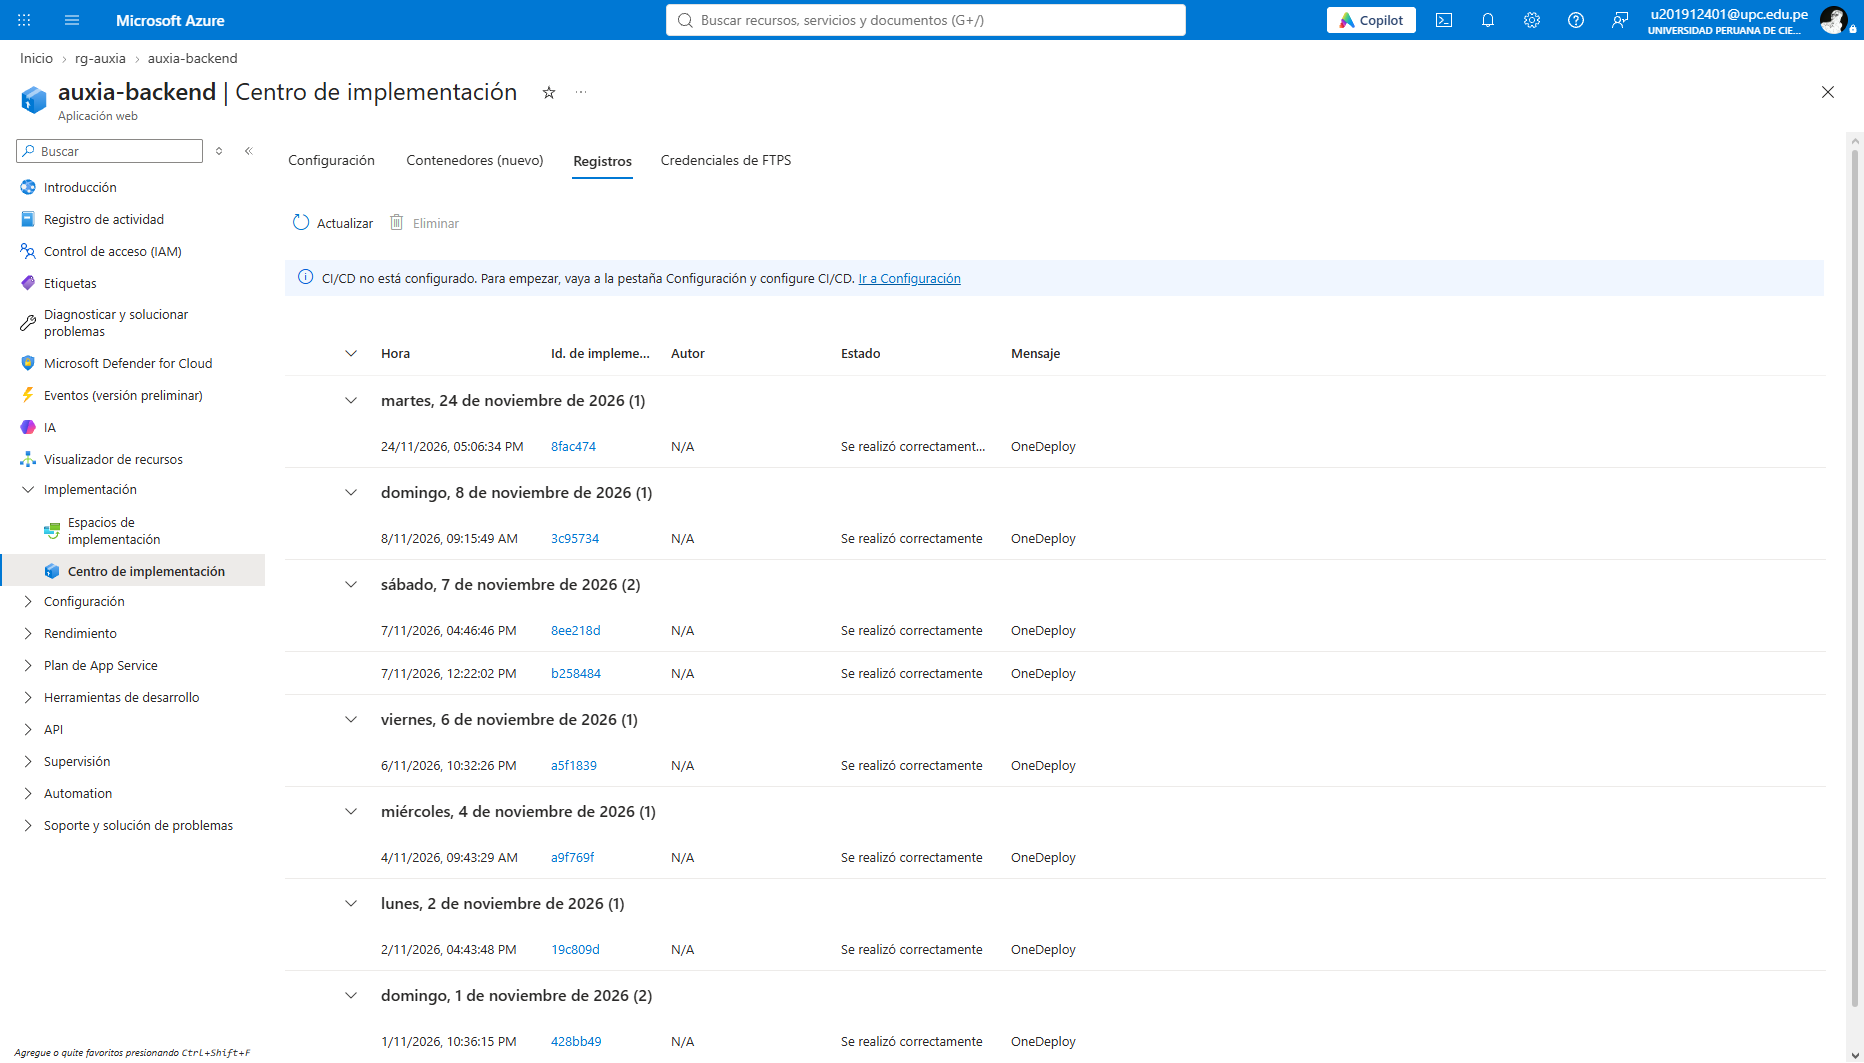 Microsoft Azure
Buscar recursos, servicios y documentos (G+/)
Copilot
u201912401@upc.edu.pe
UNIVERSIDAD PERUANA DE CIE...
Inicio > rg-auxia > auxia-backend
auxia-backend | Centro de implementación
Aplicación web
Buscar
Introducción
Registro de actividad
Control de acceso (IAM)
Etiquetas
Diagnosticar y solucionar
problemas
Microsoft Defender for Cloud
Eventos (versión preliminar)
IA
Visualizador de recursos
Implementación
Espacios de
implementación
Centro de implementación
Configuración
Rendimiento
Plan de App Service
Herramientas de desarrollo
API
Supervisión
Automation
Soporte y solución de problemas
Agregue o quite favoritos presionando Ctrl+Shift+F
Configuración Contenedores (nuevo) Registros Credenciales de FTPS
Actualizar Eliminar
CI/CD no está configurado. Para empezar, vaya a la pestaña Configuración y configure CI/CD. Ir a Configuración
Hora Id. de impleme... Autor Estado Mensaje
martes, 24 de noviembre de 2026 (1)
24/11/2026, 05:06:34 PM 8fac474 N/A Se realizó correctament... OneDeploy
domingo, 8 de noviembre de 2026 (1)
8/11/2026, 09:15:49 AM 3c95734 N/A Se realizó correctamente OneDeploy
sábado, 7 de noviembre de 2026 (2)
7/11/2026, 04:46:46 PM 8ee218d N/A Se realizó correctamente OneDeploy
7/11/2026, 12:22:02 PM b258484 N/A Se realizó correctamente OneDeploy
viernes, 6 de noviembre de 2026 (1)
6/11/2026, 10:32:26 PM a5f1839 N/A Se realizó correctamente OneDeploy
miércoles, 4 de noviembre de 2026 (1)
4/11/2026, 09:43:29 AM a9f769f N/A Se realizó correctamente OneDeploy
lunes, 2 de noviembre de 2026 (1)
2/11/2026, 04:43:48 PM 19c809d N/A Se realizó correctamente OneDeploy
domingo, 1 de noviembre de 2026 (2)
1/11/2026, 10:36:15 PM 428bb49 N/A Se realizó correctamente OneDeploy